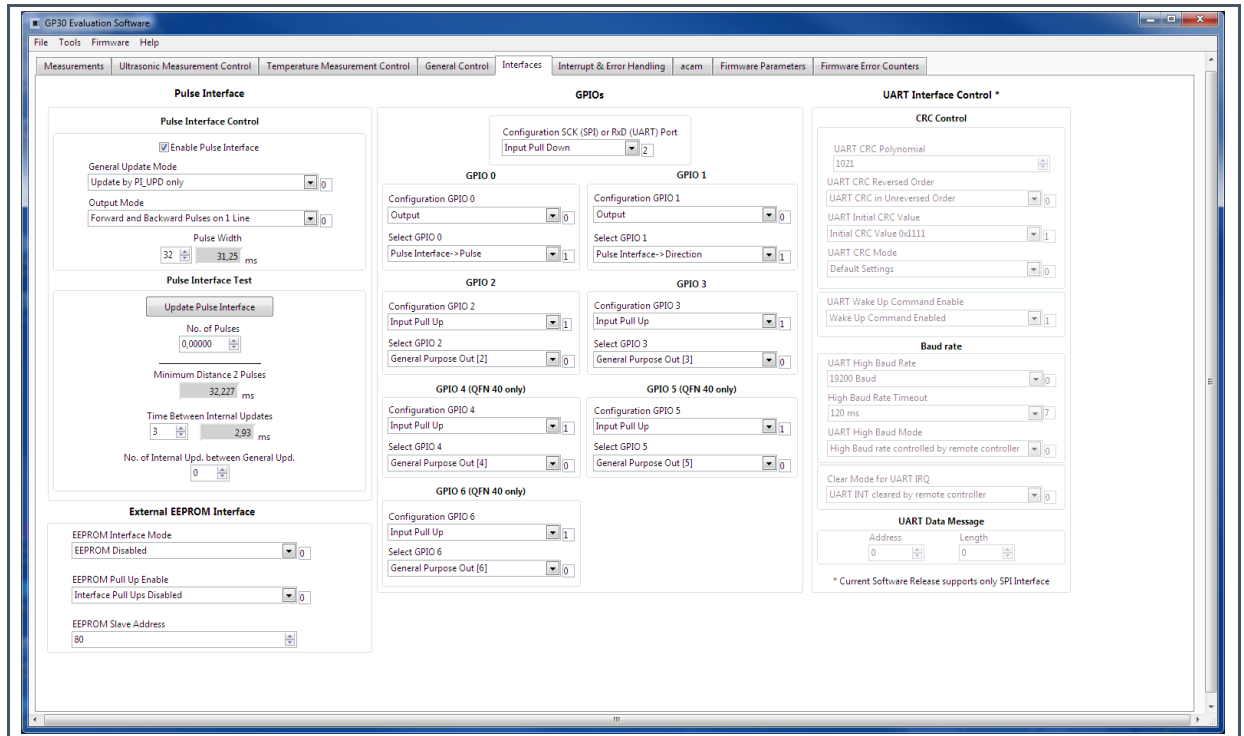 GP30 Evaluation Software
File Tools Firmware Help
Measurements Ultrasonic Measurement Control Temperature Measurement Control General Control Interfaces Interrupt & Error Handling acam Firmware Parameters Firmware Error Counters
Pulse Interface
Pulse Interface Control
Enable Pulse Interface
General Update Mode
Update by PI_UPD only 0
Output Mode
Forward and Backward Pulses on 1 Line 0
Pulse Width
32 31,25 ms
Pulse Interface Test
Update Pulse Interface
No. of Pulses
0,00000
Minimum Distance 2 Pulses
32,227 ms
Time Between Internal Updates
3 2,93 ms
No. of Internal Upd. between General Upd.
0
External EEPROM Interface
EEPROM Interface Mode
EEPROM Disabled 0
EEPROM Pull Up Enable
Interface Pull Ups Disabled 0
EEPROM Slave Address
80
GPIOs
Configuration SCK (SPI) or RxD (UART) Port
Input Pull Down 2
GPIO 0
Configuration GPIO 0
Output 0
Select GPIO 0
Pulse Interface->Pulse 1
GPIO 1
Configuration GPIO 1
Output 0
Select GPIO 1
Pulse Interface->Direction 1
GPIO 2
Configuration GPIO 2
Input Pull Up 1
Select GPIO 2
General Purpose Out [2] 0
GPIO 3
Configuration GPIO 3
Input Pull Up 1
Select GPIO 3
General Purpose Out [3] 0
GPIO 4 (QFN 40 only)
Configuration GPIO 4
Input Pull Up 1
Select GPIO 4
General Purpose Out [4] 0
GPIO 5 (QFN 40 only)
Configuration GPIO 5
Input Pull Up 1
Select GPIO 5
General Purpose Out [5] 0
GPIO 6 (QFN 40 only)
Configuration GPIO 6
Input Pull Up 1
Select GPIO 6
General Purpose Out [6] 0
UART Interface Control *
CRC Control
UART CRC Polynomial
1021
UART CRC Reversed Order
UART CRC in Unreversed Order 0
UART Initial CRC Value
Initial CRC Value 0x1111 1
UART CRC Mode
Default Settings 0
UART Wake Up Command Enable
Wake Up Command Enabled 1
Baud rate
UART High Baud Rate
19200 Baud 0
High Baud Rate Timeout
120 ms 7
UART High Baud Mode
High Baud rate controlled by remote controller 0
Clear Mode for UART IRQ
UART INT cleared by remote controller 0
UART Data Message
Address Length
0 0
* Current Software Release supports only SPI Interface